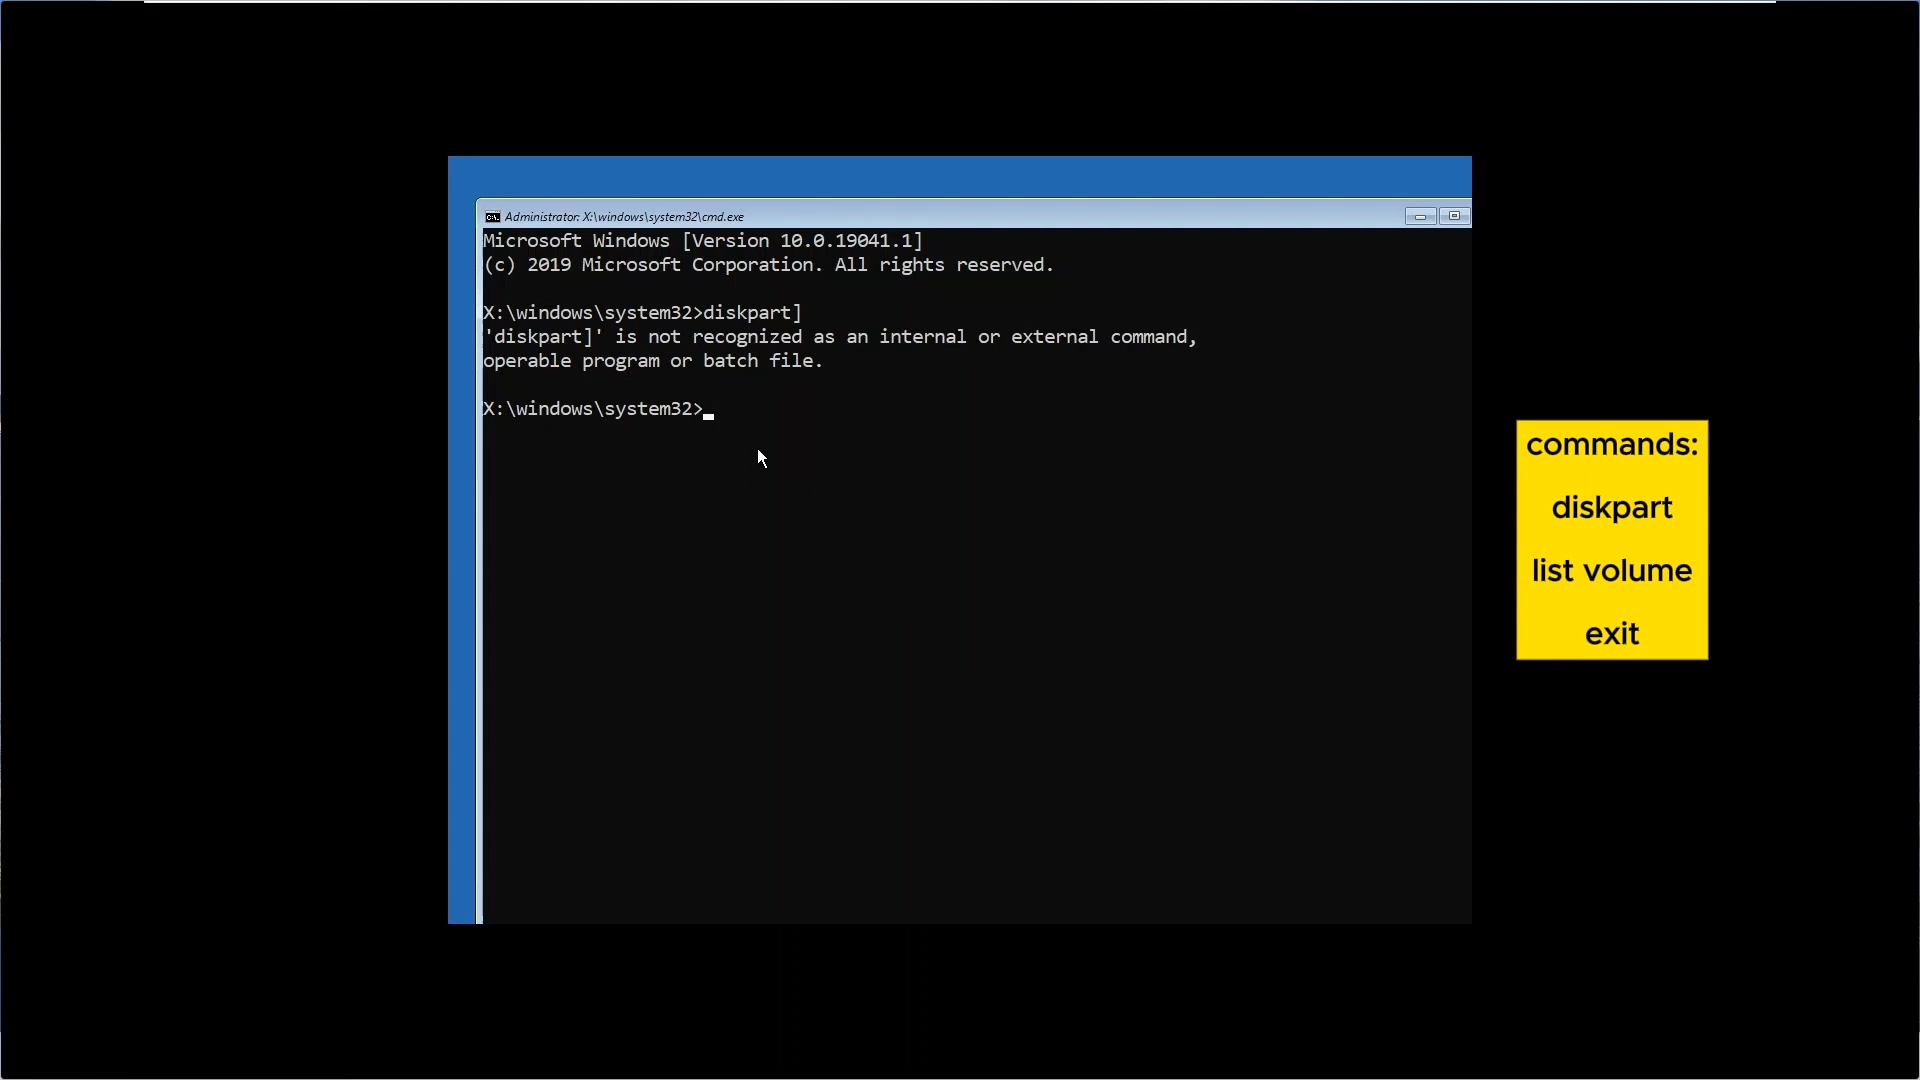 Administrator: X:\windows\system32\cmd.exe
Microsoft Windows [Version 10.0.19041.1]
(c) 2019 Microsoft Corporation. All rights reserved.
X:\windows\system32>diskpart]
'diskpart]' is not recognized as an internal or external command,
operable program or batch file.
X:\windows\system32>
commands:
diskpart
list volume
exit